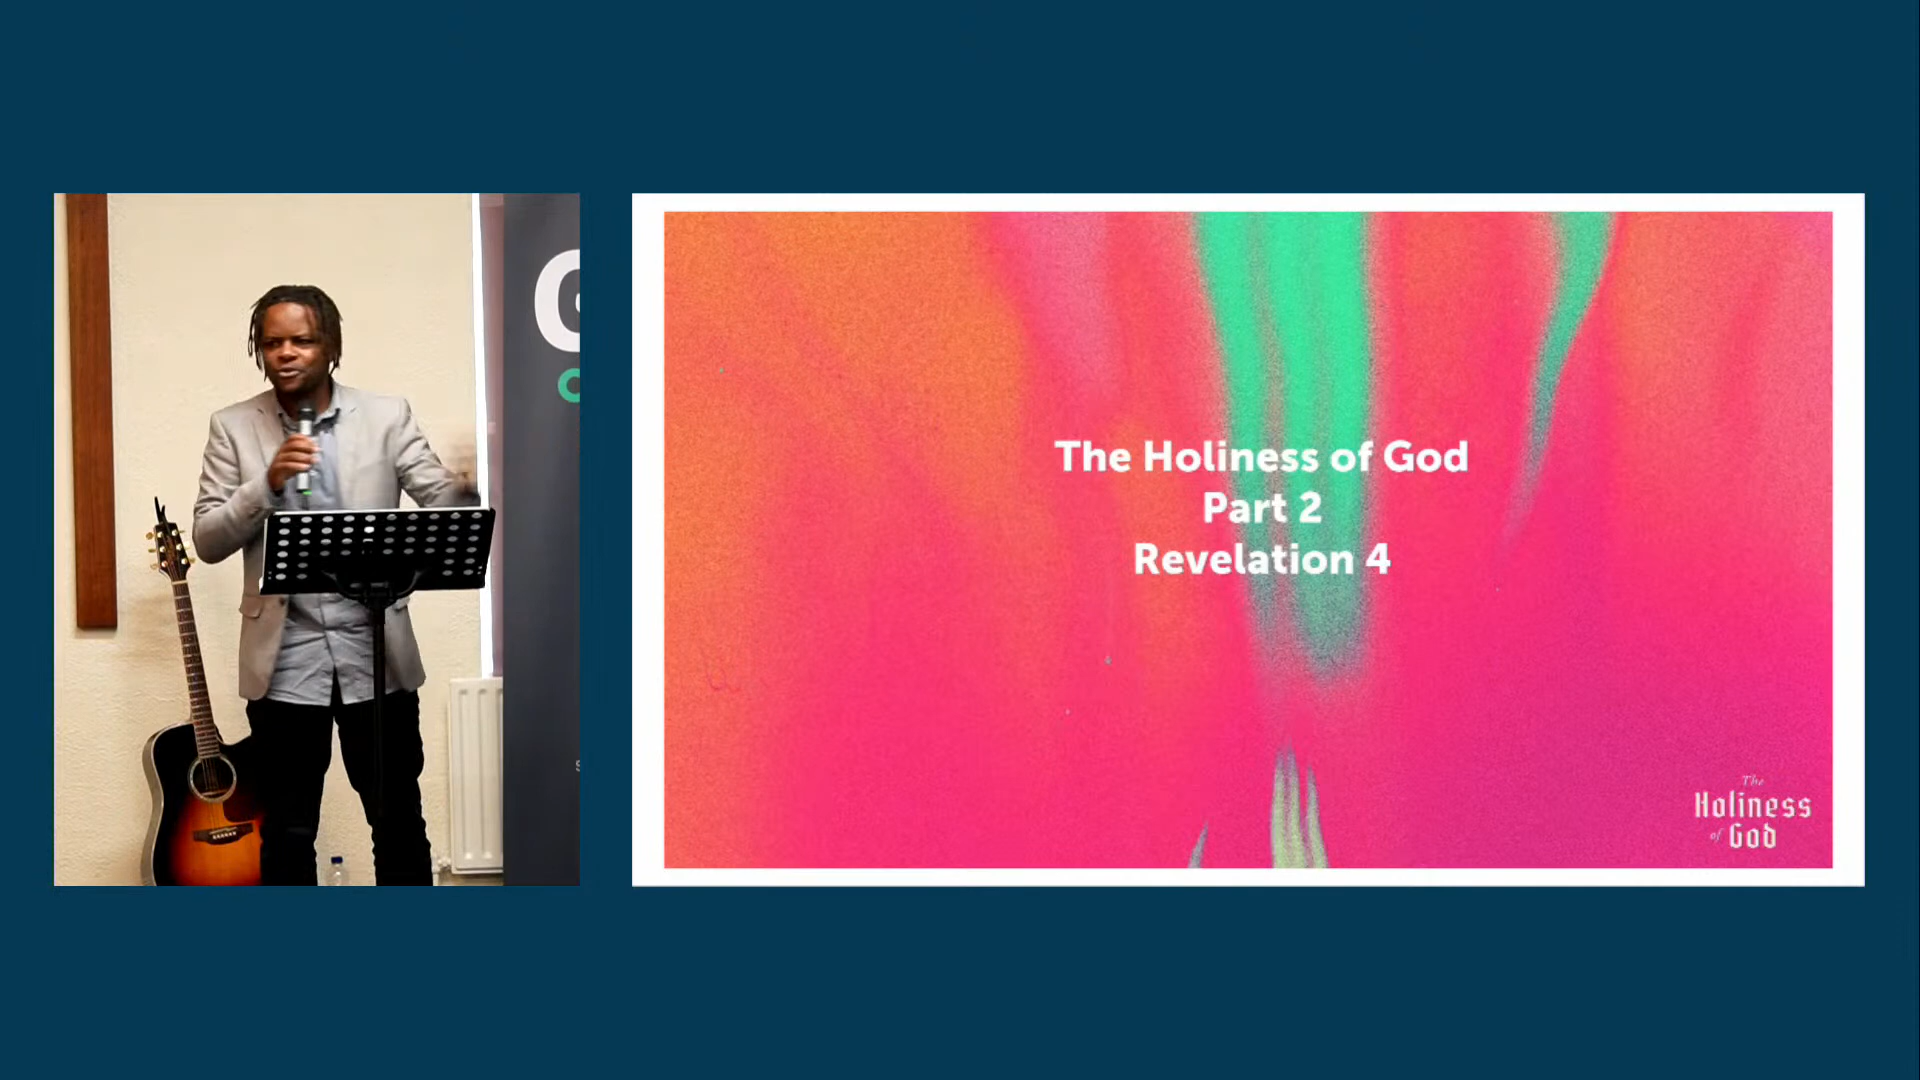 The Holiness of God
Part 2
Revelation 4
The
Holiness
of God